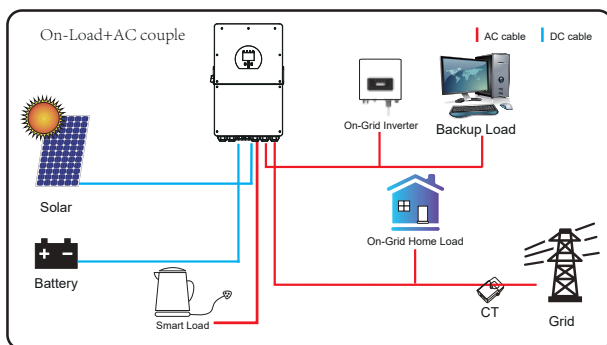 On-Load+AC couple
AC cable
DC cable
On-Grid Inverter
Backup Load
Solar
On-Grid Home Load
Battery
Smart Load
CT
Grid